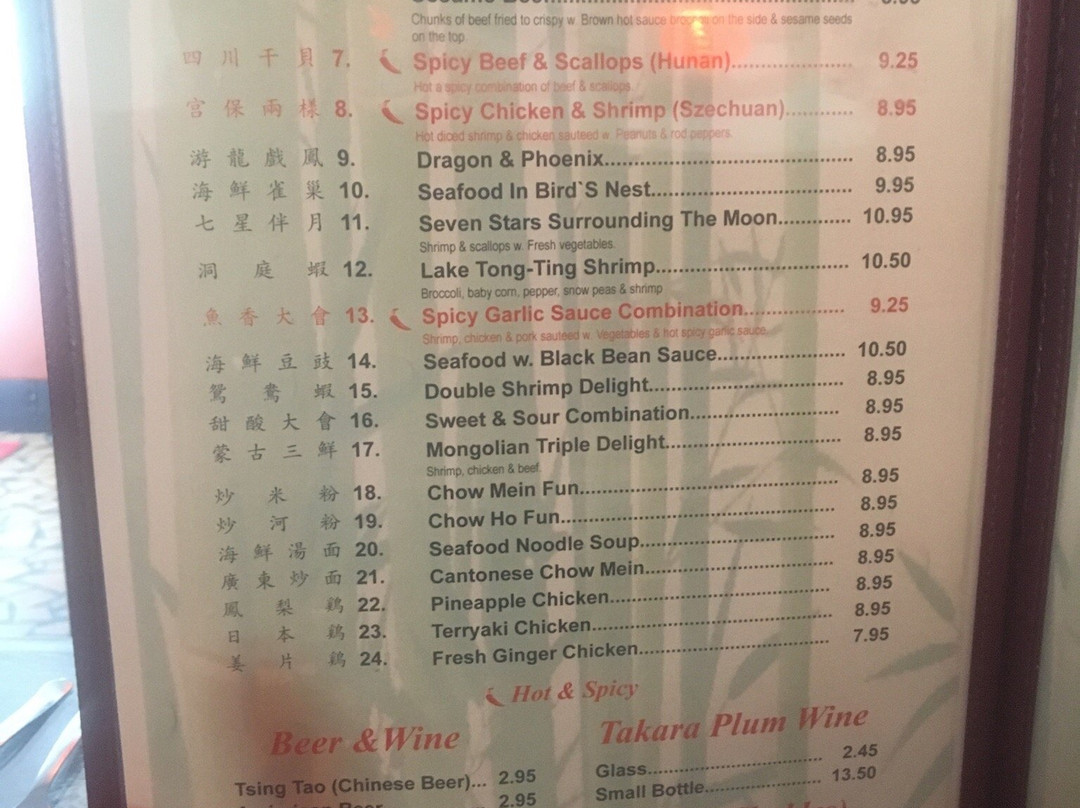 Chunks of beef fried to crispy w. Brown hot sauce broccoli on the side & sesame seeds
on the top.
四川干貝 7. Spicy Beef & Scallops (Hunan)..................... 9.25
Hot a spicy combination of beef & scallops.
宮保兩樣 8. Spicy Chicken & Shrimp (Szechuan)............ 8.95
Hot diced shrimp & chicken sauteed w. Peanuts & rod peppers.
游龍戲鳳 9. Dragon & Phoenix............................................ 8.95
海鮮雀巢 10. Seafood In Bird`S Nest................................... 9.95
七星伴月 11. Seven Stars Surrounding The Moon............ 10.95
Shrimp & scallops w. Fresh vegetables.
洞庭蝦 12. Lake Tong-Ting Shrimp.................................. 10.50
Broccoli, baby corn, pepper, snow peas & shrimp
魚香大會 13. Spicy Garlic Sauce Combination.................. 9.25
Shrimp, chicken & pork sauteed w. Vegetables & hot spicy garlic sauce.
海鮮豆豉 14. Seafood w. Black Bean Sauce...................... 10.50
鴛鴦蝦 15. Double Shrimp Delight.................................. 8.95
甜酸大會 16. Sweet & Sour Combination.......................... 8.95
蒙古三鮮 17. Mongolian Triple Delight.............................. 8.95
Shrimp, chicken & beef.
炒米粉 18. Chow Mein Fun............................................. 8.95
炒河粉 19. Chow Ho Fun................................................ 8.95
海鮮湯面 20. Seafood Noodle Soup.................................. 8.95
廣東炒面 21. Cantonese Chow Mein................................. 8.95
鳳梨鶏 22. Pineapple Chicken...................................... 8.95
日本鶏 23. Terryaki Chicken......................................... 8.95
姜片鶏 24. Fresh Ginger Chicken................................. 7.95
Hot & Spicy
Beer &Wine
Tsing Tao (Chinese Beer)... 2.95
2.95
Takara Plum Wine
Glass............................... 2.45
Small Bottle..................... 13.50